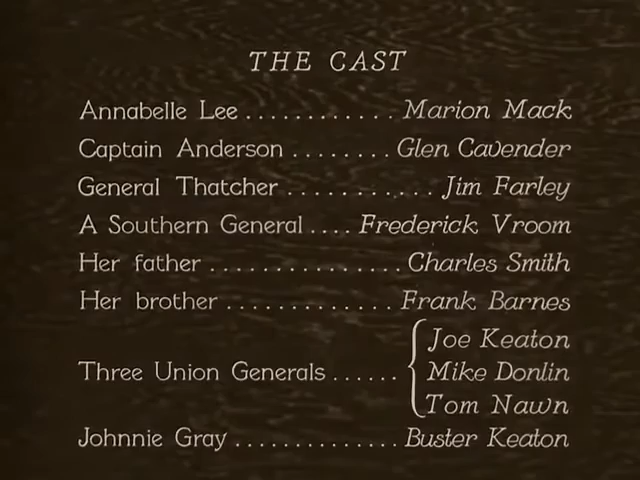 THE CAST
Annabelle Lee ............ Marion Mack
Captain Anderson ........ Glen Cavender
General Thatcher ........... Jim Farley
A Southern General .... Frederick Vroom
Her father ............... Charles Smith
Her brother ............. Frank Barnes
Joe Keaton
Three Union Generals ...... { Mike Donlin
Tom Nawn
Johnnie Gray .............. Buster Keaton